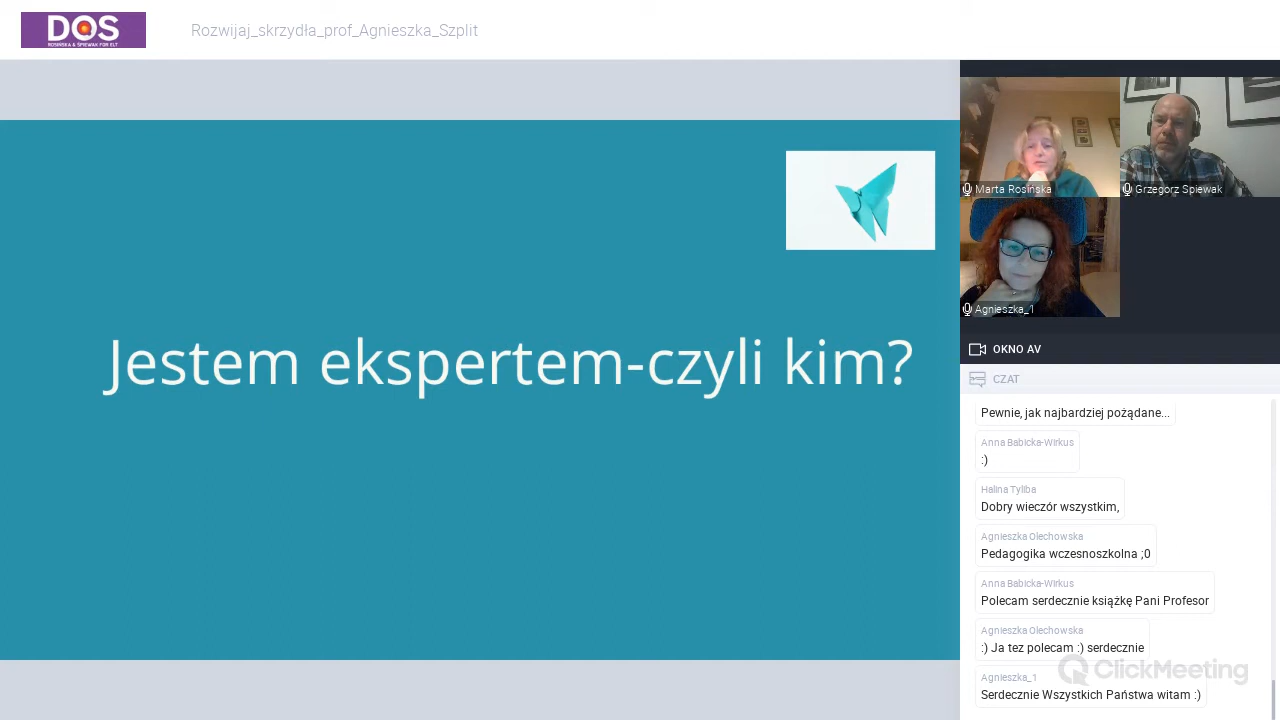 DOS
ROSIŃSKA & ŚPIEWAK FOR ELT
Rozwijaj_skrzydła_prof_Agnieszka_Szplit
Jestem ekspertem-czyli kim?
Marta Rosińska
Grzegorz Spiewak
Agnieszka_1
OKNO AV
CZAT
Pewnie, jak najbardziej pożądane...
Anna Babicka-Wirkus
:)
Halina Tyliba
Dobry wieczór wszystkim,
Agnieszka Olechowska
Pedagogika wczesnoszkolna ;0
Anna Babicka-Wirkus
Polecam serdecznie książkę Pani Profesor
Agnieszka Olechowska
:) Ja tez polecam :) serdecznie
Agnieszka_1
Serdecznie Wszystkich Państwa witam :)
ClickMeeting